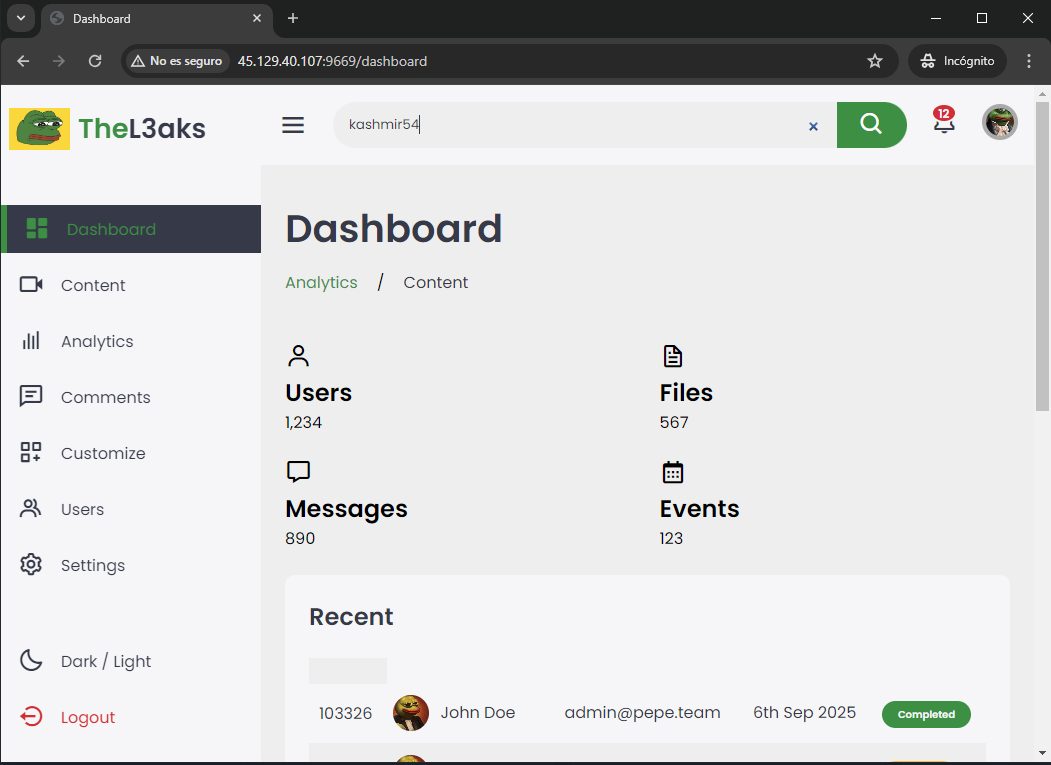 Dashboard
No es seguro 45.129.40.107:9669/dashboard Incógnito
TheL3aks
kashmir54
12
Dashboard
Content
Analytics
Comments
Customize
Users
Settings
Dark / Light
Logout
Dashboard
Analytics / Content
Users
1,234
Files
567
Messages
890
Events
123
Recent
103326 John Doe admin@pepe.team 6th Sep 2025 Completed